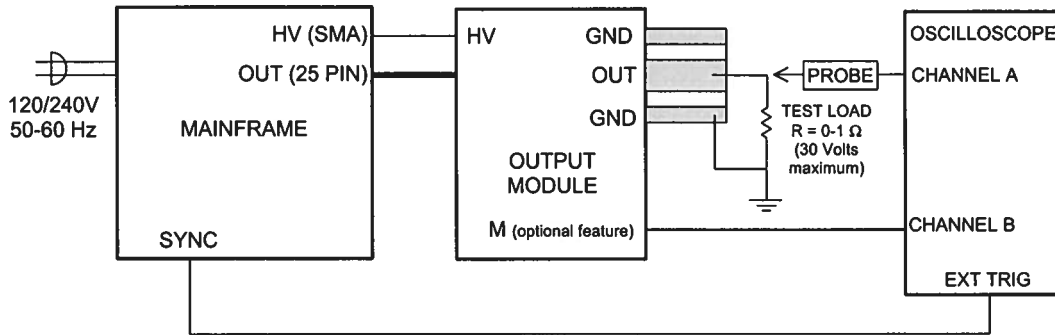 120/240V
50-60 Hz
HV (SMA)
OUT (25 PIN)
MAINFRAME
SYNC
HV
GND
OUT
GND
OUTPUT
MODULE
M (optional feature)
PROBE
TEST LOAD
R = 0-1 Ω
(30 Volts
maximum)
OSCILLOSCOPE
CHANNEL A
CHANNEL B
EXT TRIG